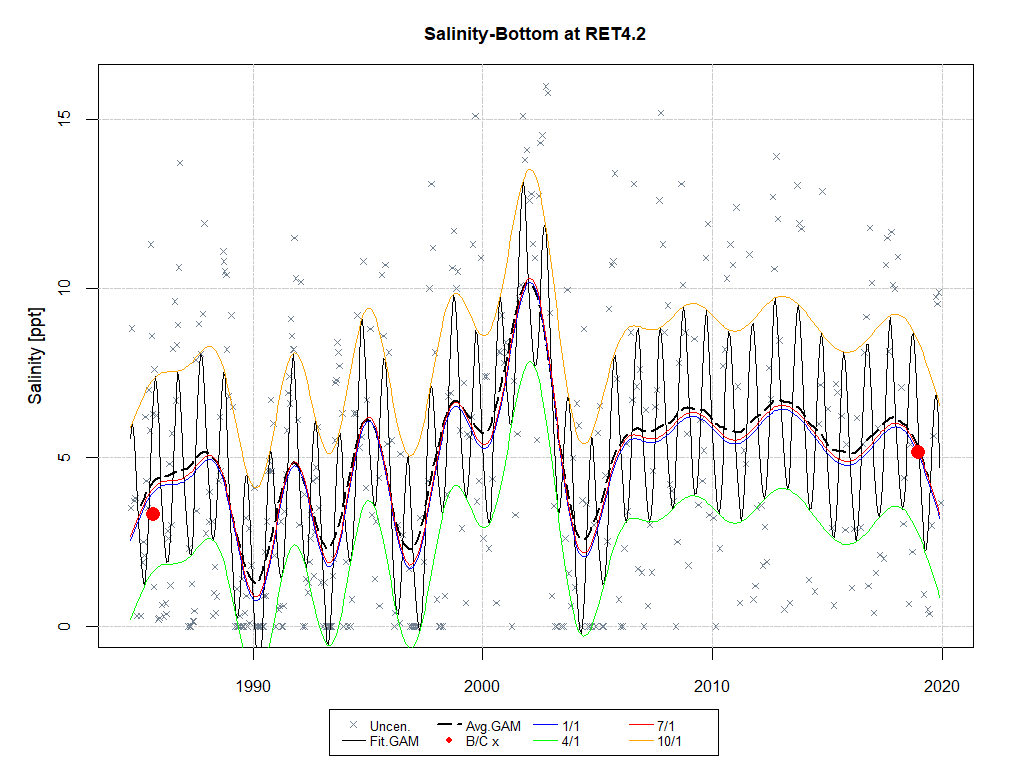 Salinity-Bottom at RET4.2
Salinity [ppt]
15
10
5
0
1990 2000 2010 2020
Uncen. Avg.GAM 1/1 7/1
Fit.GAM B/C x 4/1 10/1